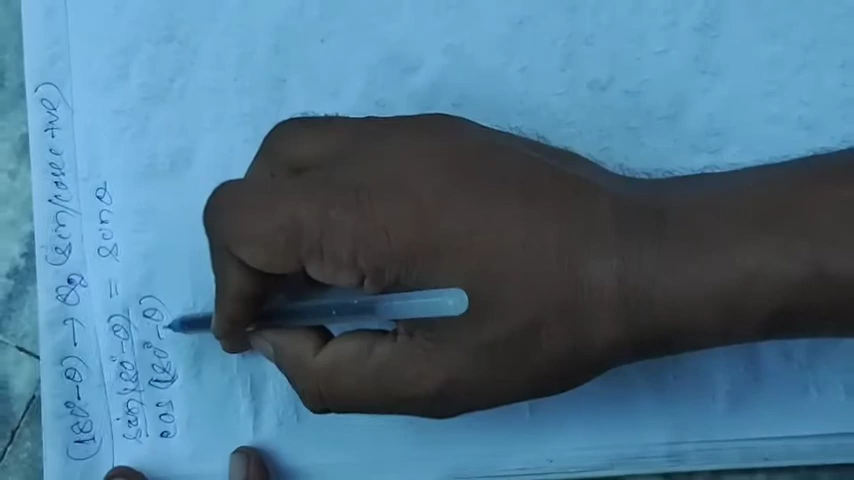 (180°-θ) → Q₂ (sin/cosec +ve)
sin(180°-θ) = sinθ
cos(180°-θ)